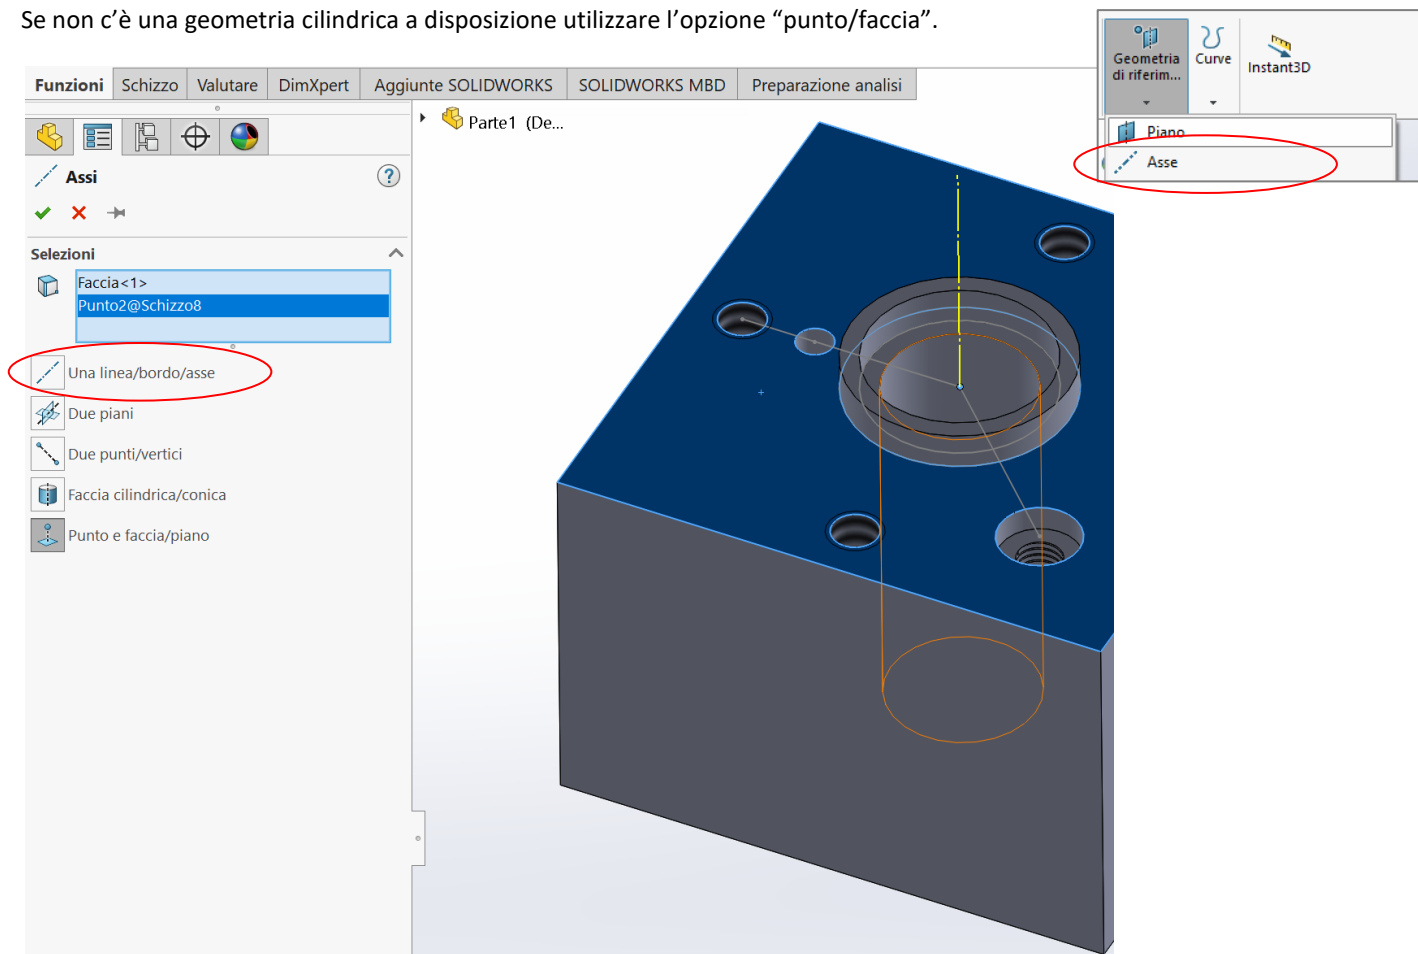 Se non c’è una geometria cilindrica a disposizione utilizzare l’opzione “punto/faccia”.
Geometria di riferim...
Curve
Instant3D
Piano
Asse
Funzioni Schizzo Valutare DimXpert Aggiunte SOLIDWORKS SOLIDWORKS MBD Preparazione analisi
Parte1 (De...
Assi
?
Selezioni
Faccia<1>
Punto2@Schizzo8
Una linea/bordo/asse
Due piani
Due punti/vertici
Faccia cilindrica/conica
Punto e faccia/piano